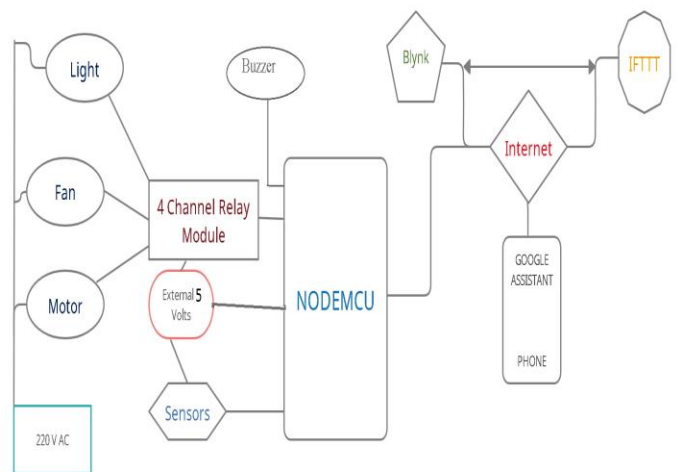 Light
Buzzer
Blynk
IFTTT
Internet
Fan
4 Channel Relay
Module
GOOGLE
ASSISTANT
PHONE
External 5
Volts
NODEMCU
Motor
Sensors
220 V AC